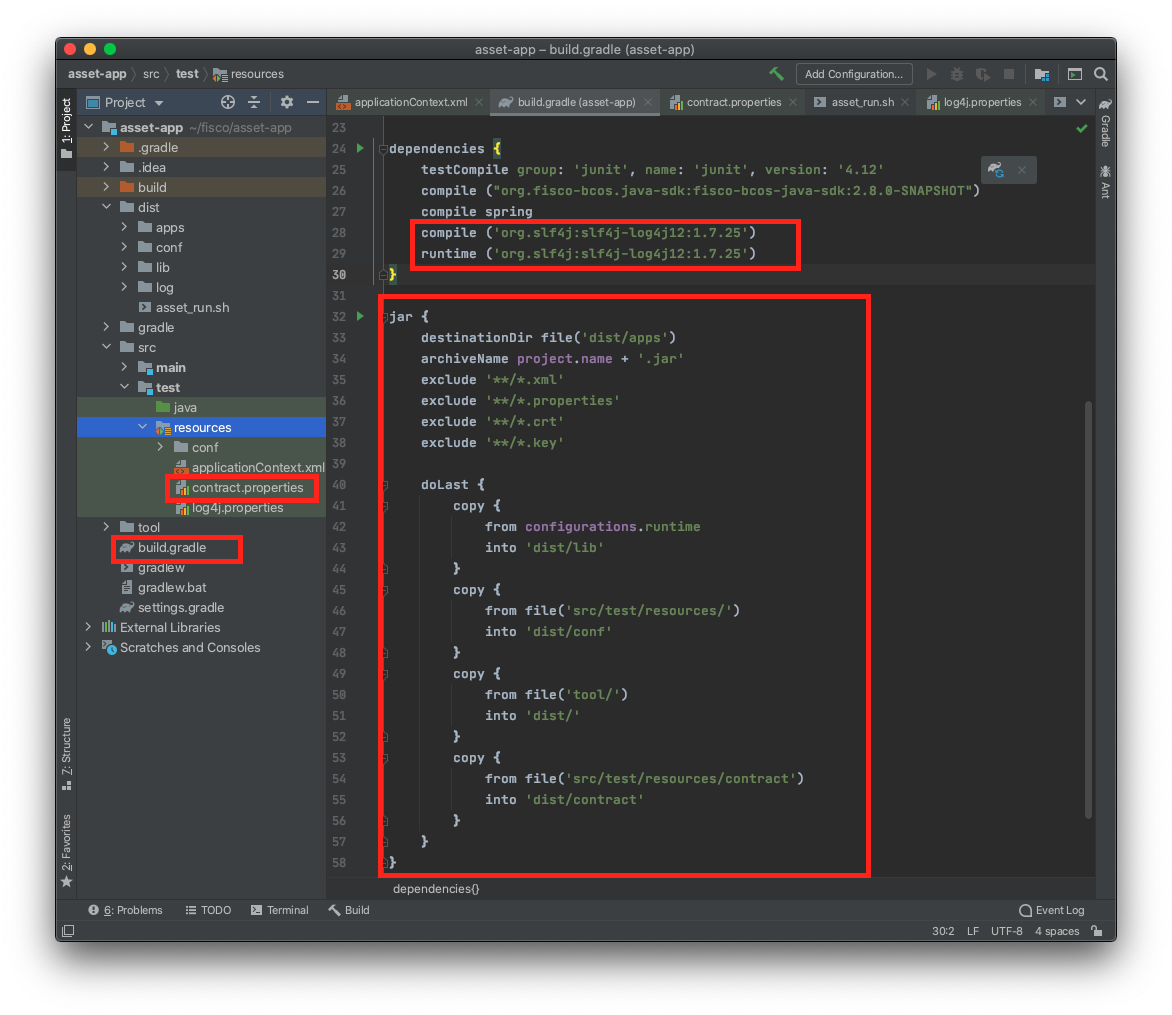 asset-app – build.gradle (asset-app)
asset-app
src
test
resources
Add Configuration...
1: Project
Project
applicationContext.xml
build.gradle (asset-app)
contract.properties
asset_run.sh
log4j.properties
Gradle
Ant
asset-app ~/fisco/asset-app
.gradle
.idea
build
dist
apps
conf
lib
log
asset_run.sh
gradle
src
main
test
java
resources
conf
applicationContext.xml
contract.properties
log4j.properties
tool
build.gradle
gradlew
gradlew.bat
settings.gradle
External Libraries
Scratches and Consoles
23
24 dependencies {
25 testCompile group: 'junit', name: 'junit', version: '4.12'
26 compile ("org.fisco-bcos.java-sdk:fisco-bcos-java-sdk:2.8.0-SNAPSHOT")
27 compile spring
28 compile ('org.slf4j:slf4j-log4j12:1.7.25')
29 runtime ('org.slf4j:slf4j-log4j12:1.7.25')
30 }
31
32 jar {
33 destinationDir file('dist/apps')
34 archiveName project.name + '.jar'
35 exclude '**/*.xml'
36 exclude '**/*.properties'
37 exclude '**/*.crt'
38 exclude '**/*.key'
39
40 doLast {
41 copy {
42 from configurations.runtime
43 into 'dist/lib'
44 }
45 copy {
46 from file('src/test/resources/')
47 into 'dist/conf'
48 }
49 copy {
50 from file('tool/')
51 into 'dist/'
52 }
53 copy {
54 from file('src/test/resources/contract')
55 into 'dist/contract'
56 }
57 }
58 }
dependencies{}
Z: Structure
2: Favorites
6: Problems
TODO
Terminal
Build
Event Log
30:2 LF UTF-8 4 spaces